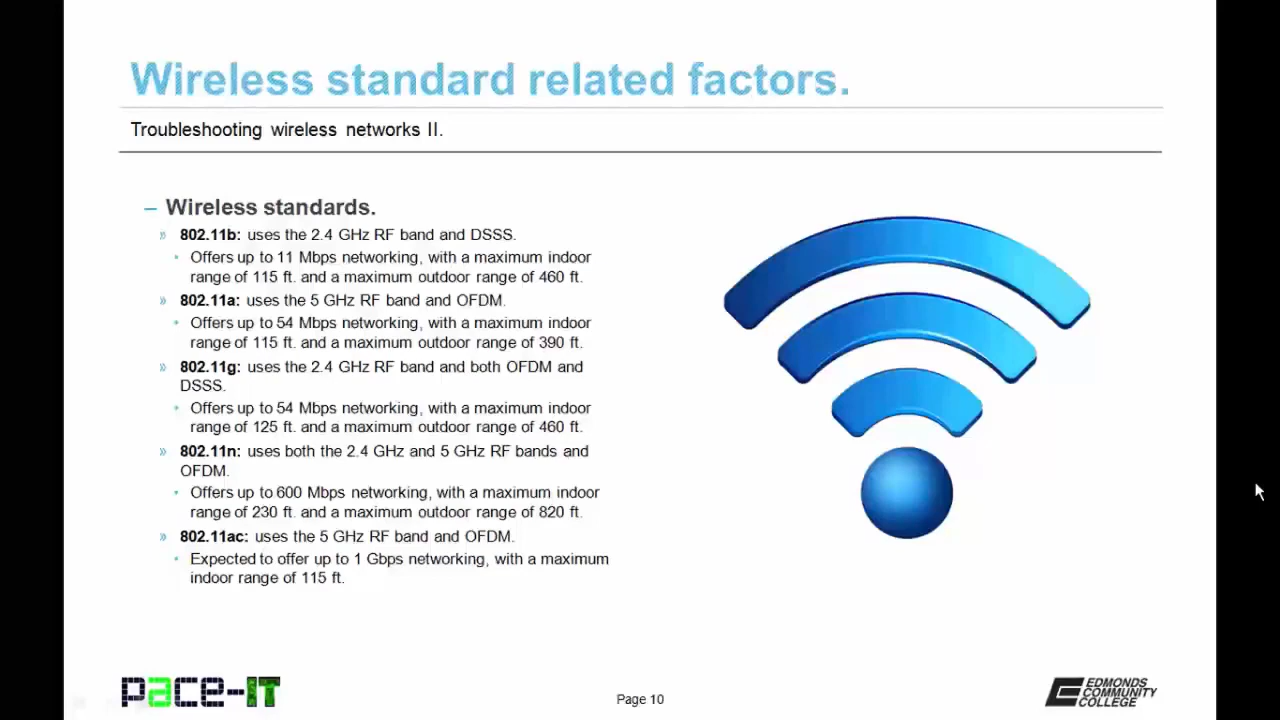 Wireless standard related factors.
Troubleshooting wireless networks II.
– Wireless standards.
» 802.11b: uses the 2.4 GHz RF band and DSSS.
• Offers up to 11 Mbps networking, with a maximum indoor
range of 115 ft. and a maximum outdoor range of 460 ft.
» 802.11a: uses the 5 GHz RF band and OFDM.
• Offers up to 54 Mbps networking, with a maximum indoor
range of 115 ft. and a maximum outdoor range of 390 ft.
» 802.11g: uses the 2.4 GHz RF band and both OFDM and
DSSS.
• Offers up to 54 Mbps networking, with a maximum indoor
range of 125 ft. and a maximum outdoor range of 460 ft.
» 802.11n: uses both the 2.4 GHz and 5 GHz RF bands and
OFDM.
• Offers up to 600 Mbps networking, with a maximum indoor
range of 230 ft. and a maximum outdoor range of 820 ft.
» 802.11ac: uses the 5 GHz RF band and OFDM.
• Expected to offer up to 1 Gbps networking, with a maximum
indoor range of 115 ft.
pace-IT
Page 10
EDMONDS
COMMUNITY
COLLEGE